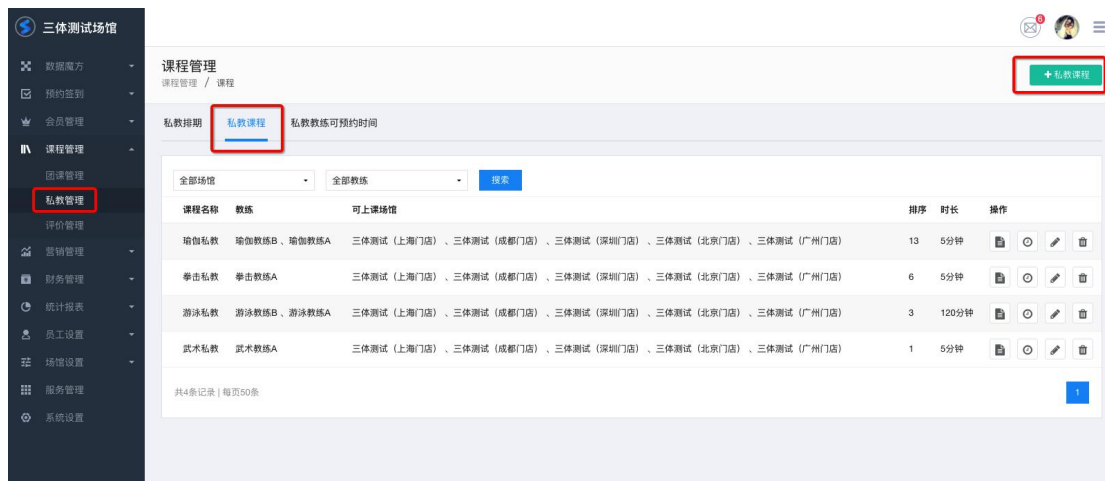 三体测试场馆
6
数据魔方
预约签到
会员管理
课程管理
团课管理
私教管理
评价管理
营销管理
财务管理
统计报表
员工设置
场馆设置
服务管理
系统设置
课程管理
课程管理 / 课程
+私教课程
私教排期 私教课程 私教教练可预约时间
全部场馆 全部教练 搜索
课程名称 教练 可上课场馆 排序 时长 操作
瑜伽私教 瑜伽教练B 、瑜伽教练A 三体测试（上海门店）、三体测试（成都门店）、三体测试（深圳门店）、三体测试（北京门店）、三体测试（广州门店） 13 5分钟
拳击私教 拳击教练A 三体测试（上海门店）、三体测试（成都门店）、三体测试（深圳门店）、三体测试（北京门店）、三体测试（广州门店） 6 5分钟
游泳私教 游泳教练B 、游泳教练A 三体测试（上海门店）、三体测试（成都门店）、三体测试（深圳门店）、三体测试（北京门店）、三体测试（广州门店） 3 120分钟
武术私教 武术教练A 三体测试（上海门店）、三体测试（成都门店）、三体测试（深圳门店）、三体测试（北京门店）、三体测试（广州门店） 1 5分钟
共4条记录 | 每页50条
1